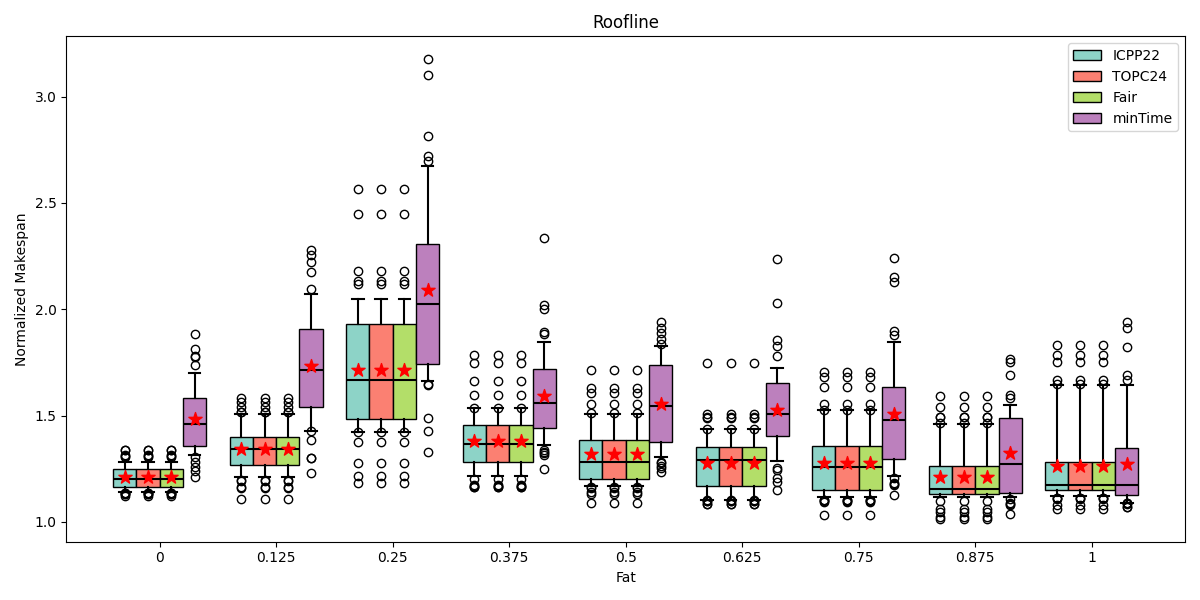 Roofline
ICPP22
TOPC24
Fair
minTime
Normalized Makespan
3.0
2.5
2.0
1.5
1.0
0 0.125 0.25 0.375 0.5 0.625 0.75 0.875 1
Fat